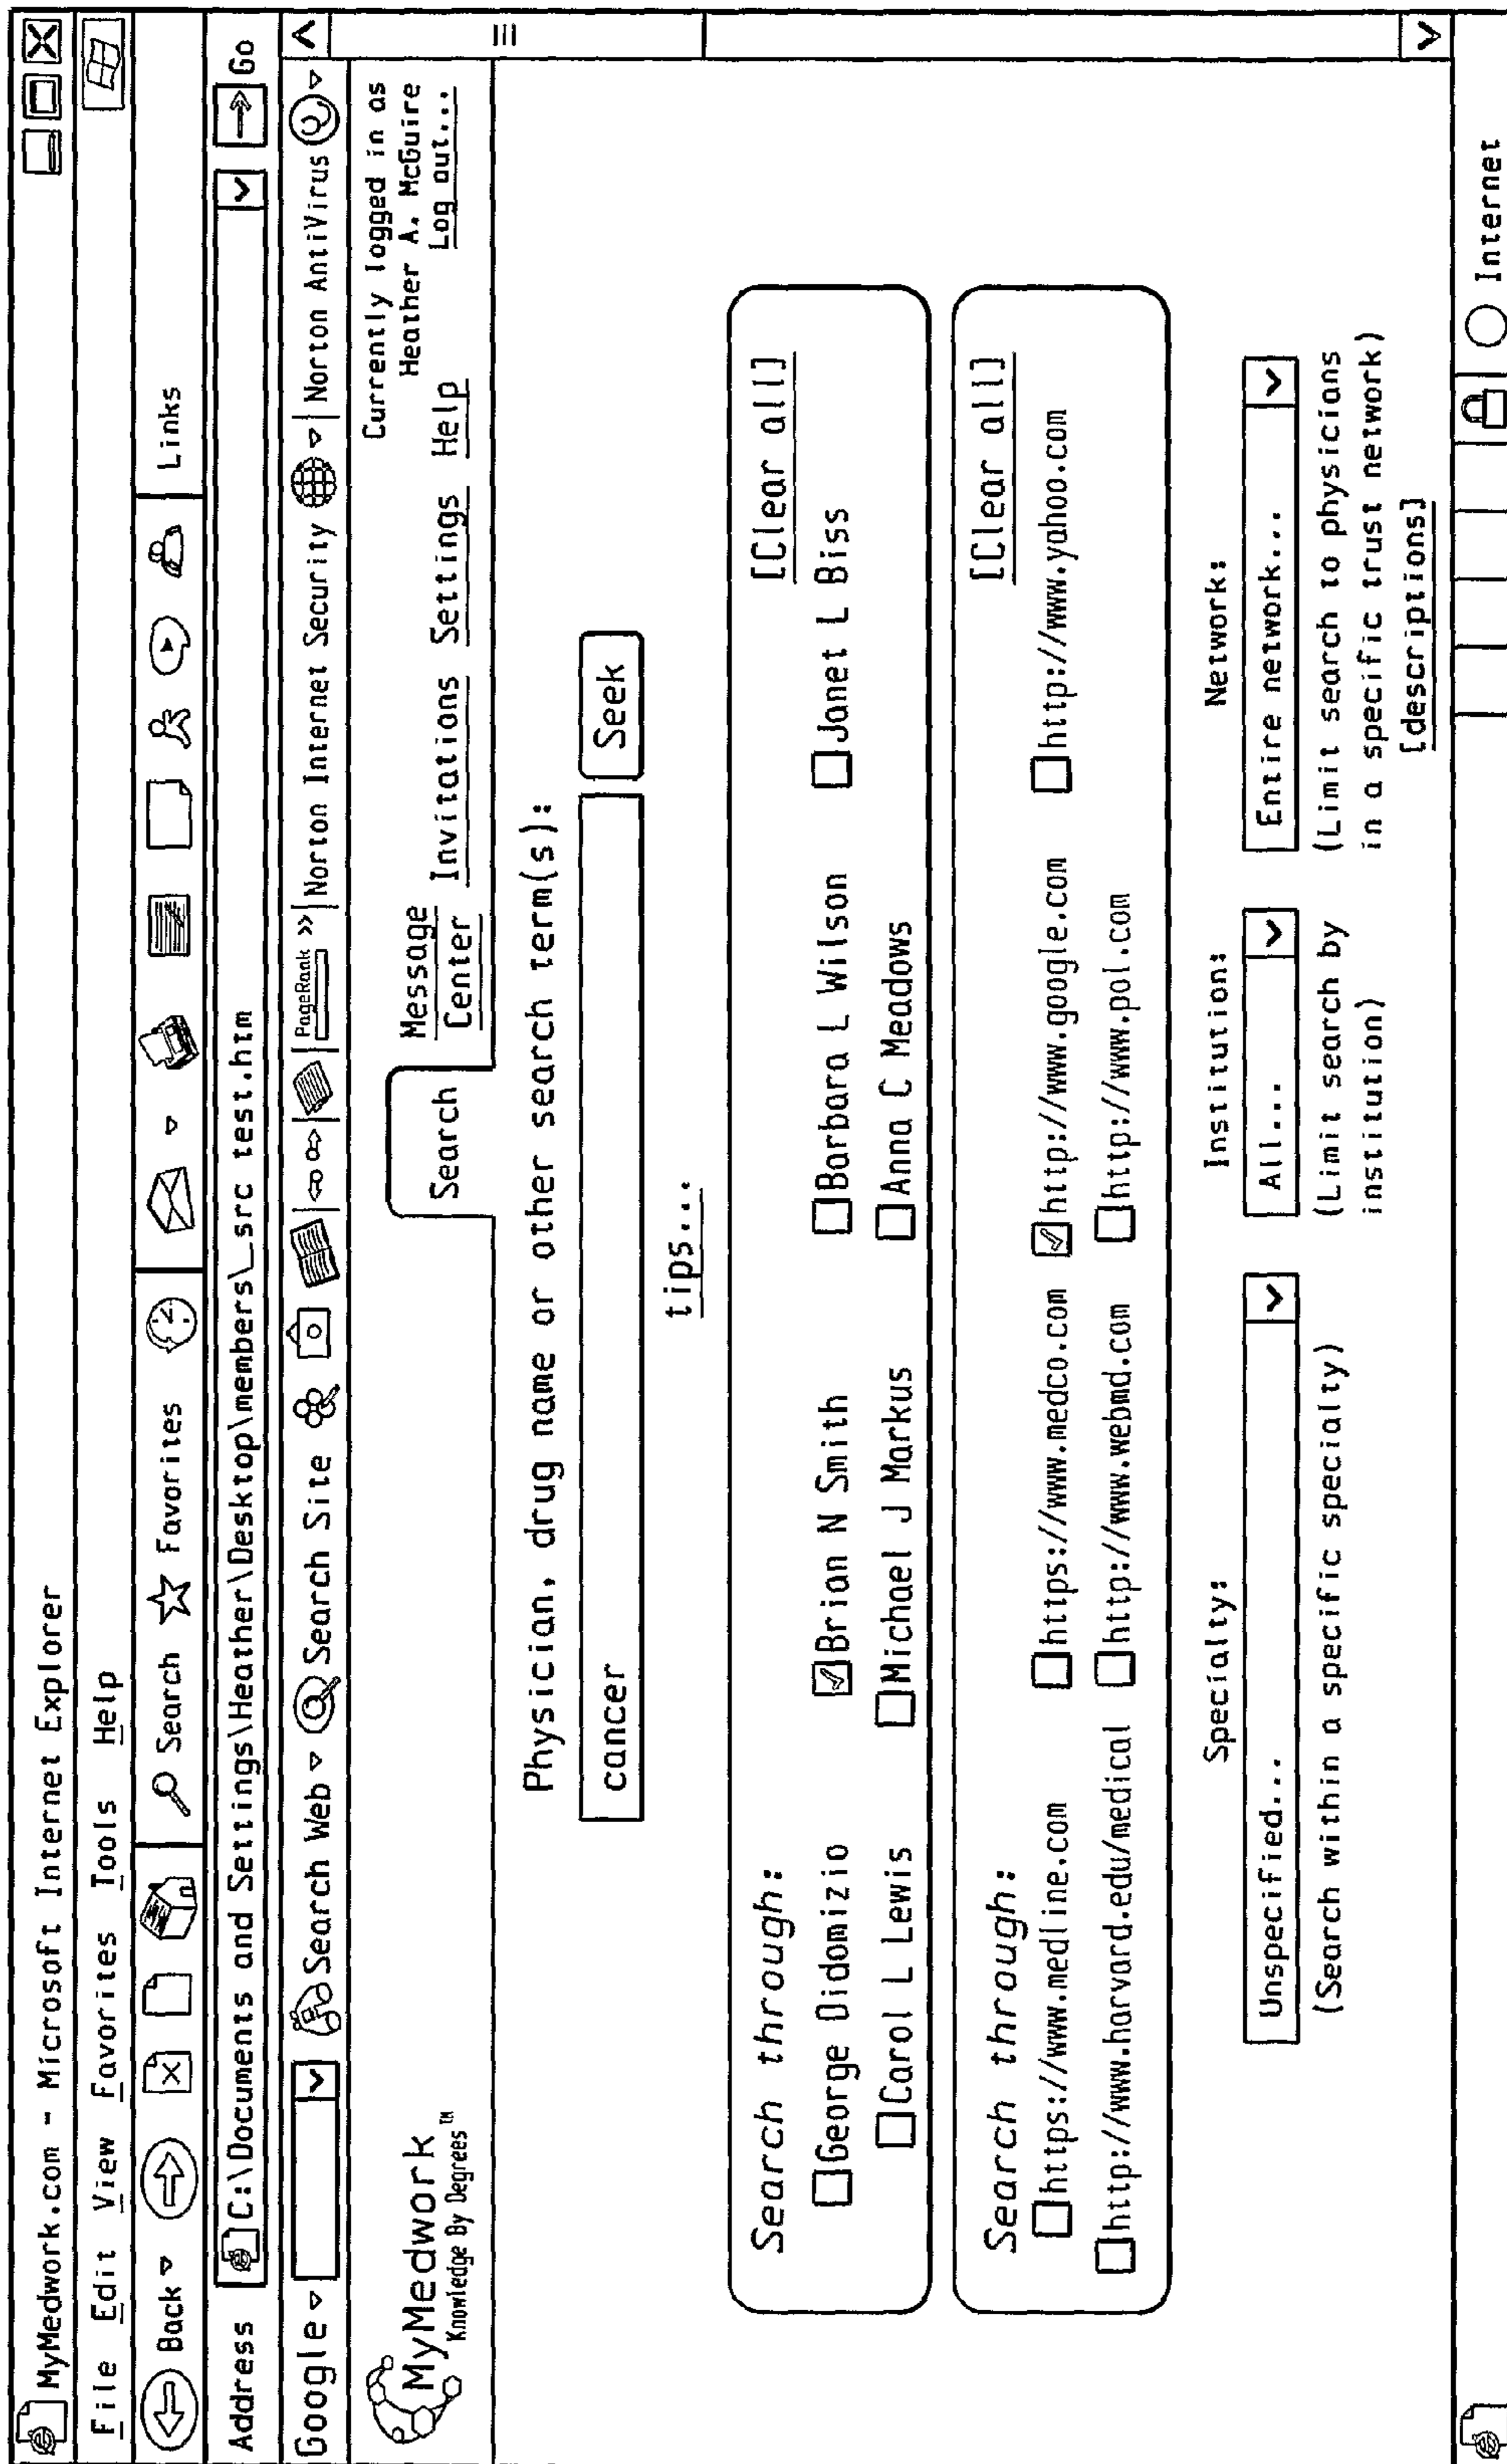 MyMedwork.com - Microsoft Internet Explorer
File Edit View Favorites Tools Help
Back Search Favorites Links
Address C:\Documents and Settings\Heather\Desktop\members\_src test.htm Go
Google Search Web Search Site PageRank >> Norton Internet Security Norton AntiVirus
MyMedwork
Knowledge By Degrees™
Search
Message
Center
Invitations Settings Help
Currently logged in as
Heather A. McGuire
Log out...
Physician, drug name or other search term(s):
cancer Seek
tips...
Search through: [Clear all]
George Didomizio Brian N Smith Barbara L Wilson Janet L Biss
Carol L Lewis Michael J Markus Anna C Meadows
Search through: [Clear all]
https://www.medline.com https://www.medco.com http://www.google.com http://www.yahoo.com
http://www.harvard.edu/medical http://www.webmd.com http://www.pol.com
Specialty: Institution: Network:
Unspecified... All... Entire network...
(Search within a specific specialty) (Limit search by (Limit search to physicians
institution) in a specific trust network)
[descriptions]
Internet